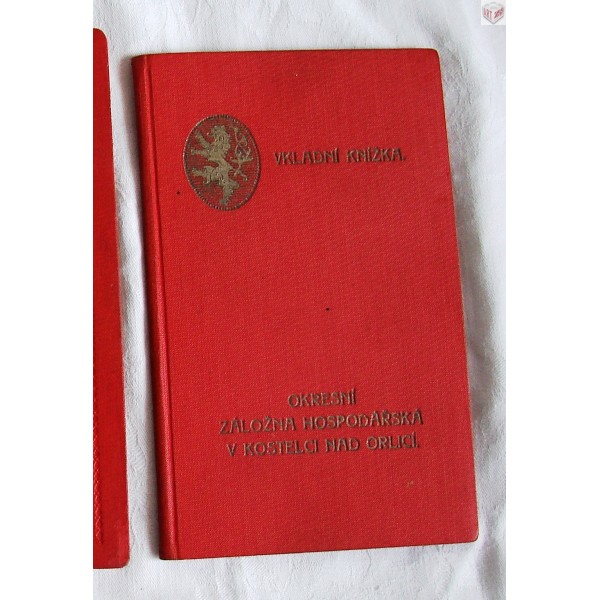 VKLADNÍ KNÍŽKA.
OKRESNÍ
ZÁLOŽNA HOSPODÁŘSKÁ
V KOSTELCI NAD ORLICÍ.